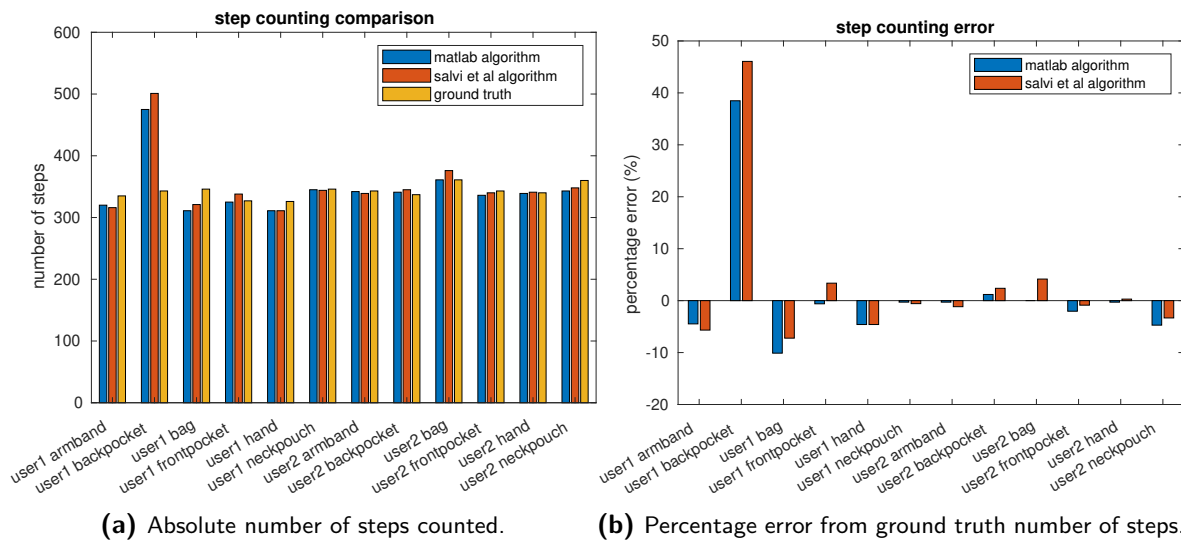 step counting comparison
600
500
400
300
200
100
0
number of steps
matlab algorithm
salvi et al algorithm
ground truth
user1 armband
user1 backpocket
user1 bag
user1 frontpocket
user1 hand
user1 neckpouch
user2 armband
user2 backpocket
user2 bag
user2 frontpocket
user2 hand
user2 neckpouch
(a) Absolute number of steps counted.
step counting error
50
40
30
20
10
0
-10
-20
percentage error (%)
matlab algorithm
salvi et al algorithm
user1 armband
user1 backpocket
user1 bag
user1 frontpocket
user1 hand
user1 neckpouch
user2 armband
user2 backpocket
user2 bag
user2 frontpocket
user2 hand
user2 neckpouch
(b) Percentage error from ground truth number of steps.